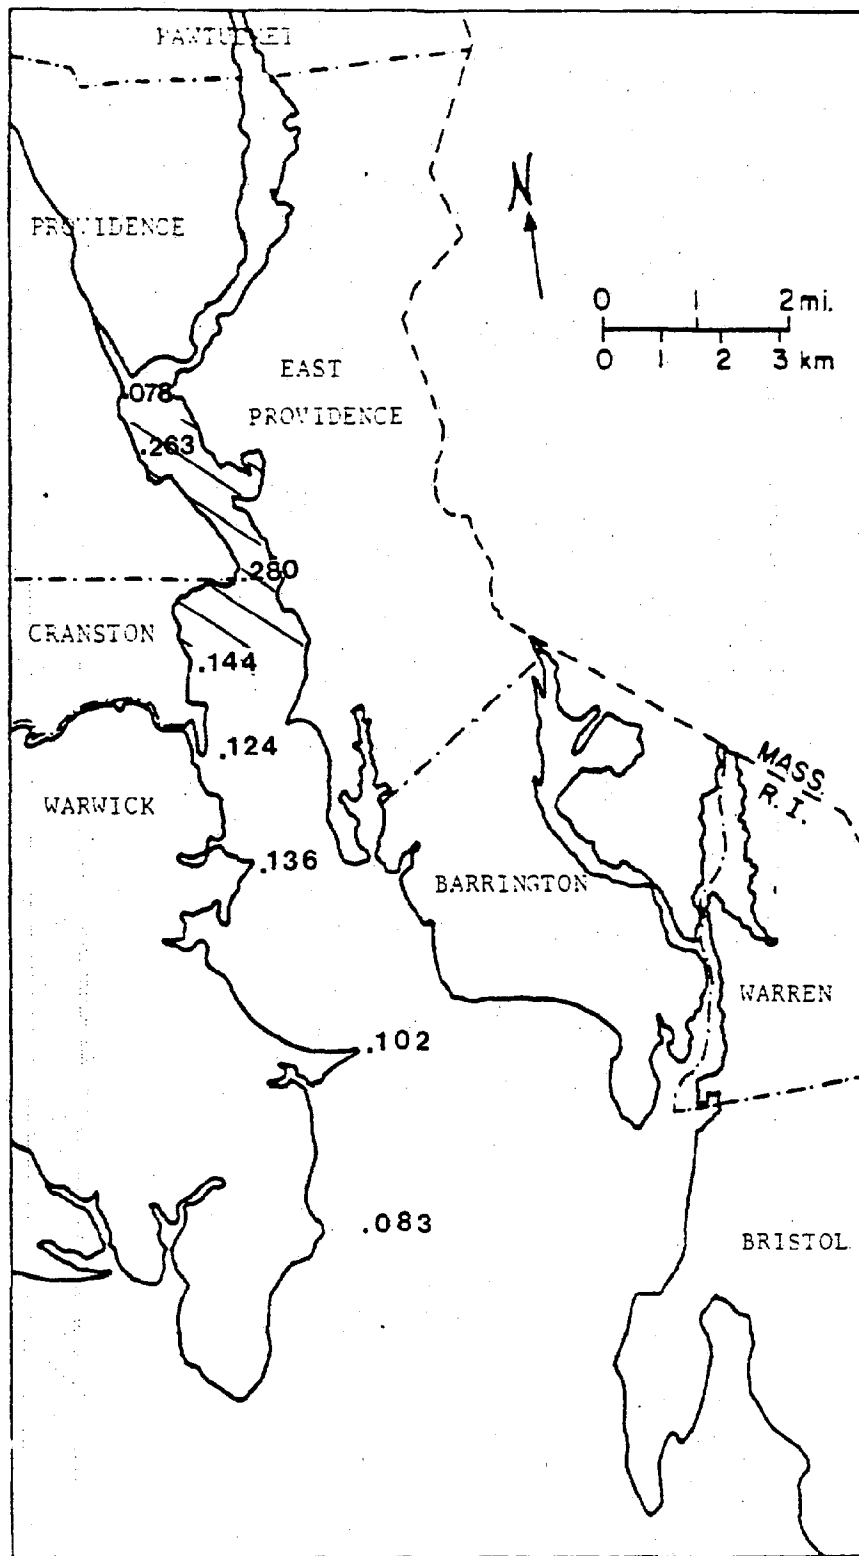 PAWTUCKET
N
PROVIDENCE
0 1 2 mi.
0 1 2 3 km
EAST
PROVIDENCE
.078
.263
.280
CRANSTON
.144
.124
MASS.
R. I.
WARWICK
.136
BARRINGTON
WARREN
.102
.083
BRISTOL